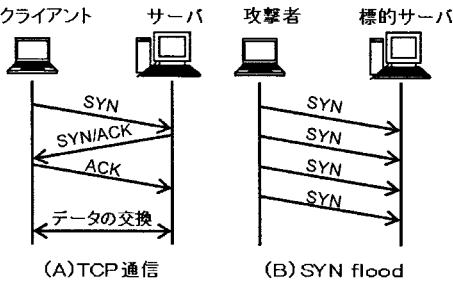 クライアント サーバ 攻撃者 標的サーバ
SYN
SYN/ACK
ACK
データの交換
(A)TCP通信
SYN
SYN
SYN
SYN
(B)SYN flood